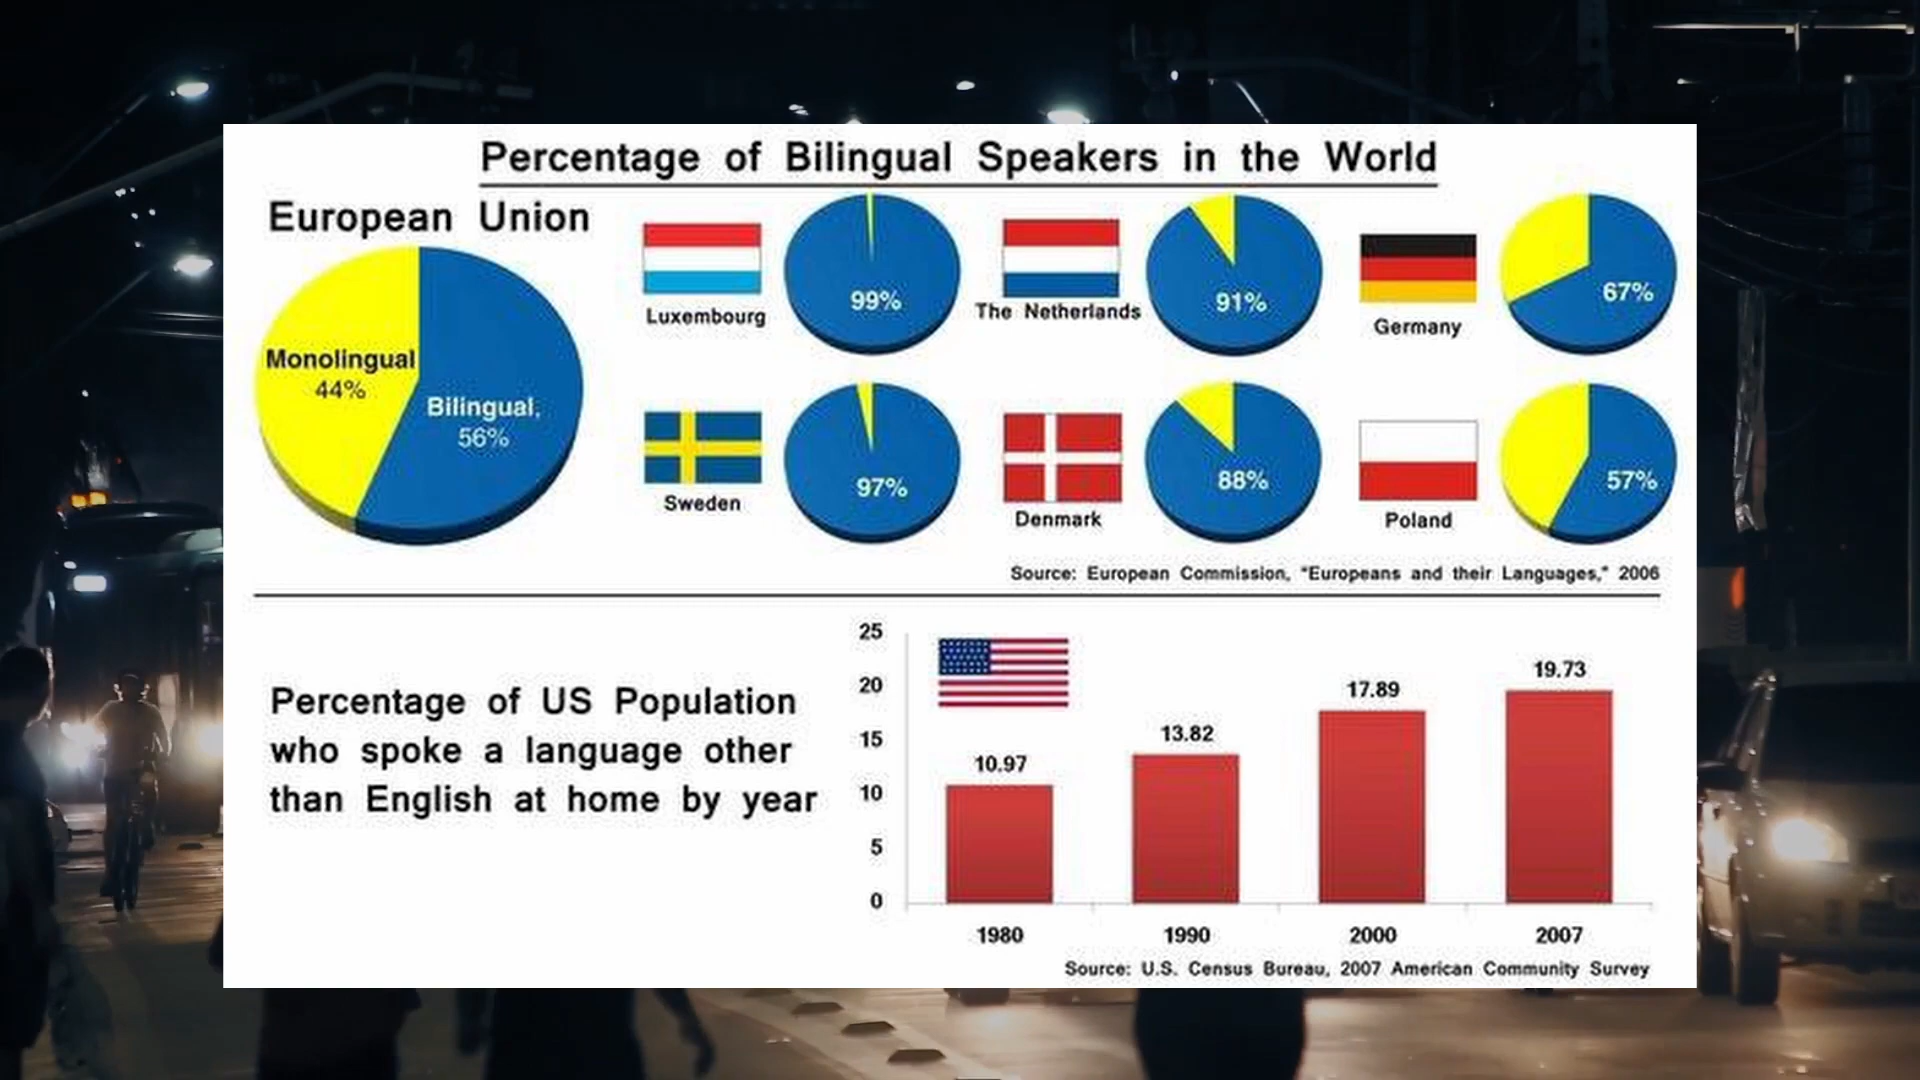 Percentage of Bilingual Speakers in the World
European Union
Monolingual
44%
Bilingual,
56%
Luxembourg
99%
The Netherlands
91%
Germany
67%
Sweden
97%
Denmark
88%
Poland
57%
Source: European Commission, "Europeans and their Languages," 2006
Percentage of US Population
who spoke a language other
than English at home by year
25
20
15
10
5
0
10.97
13.82
17.89
19.73
1980
1990
2000
2007
Source: U.S. Census Bureau, 2007 American Community Survey